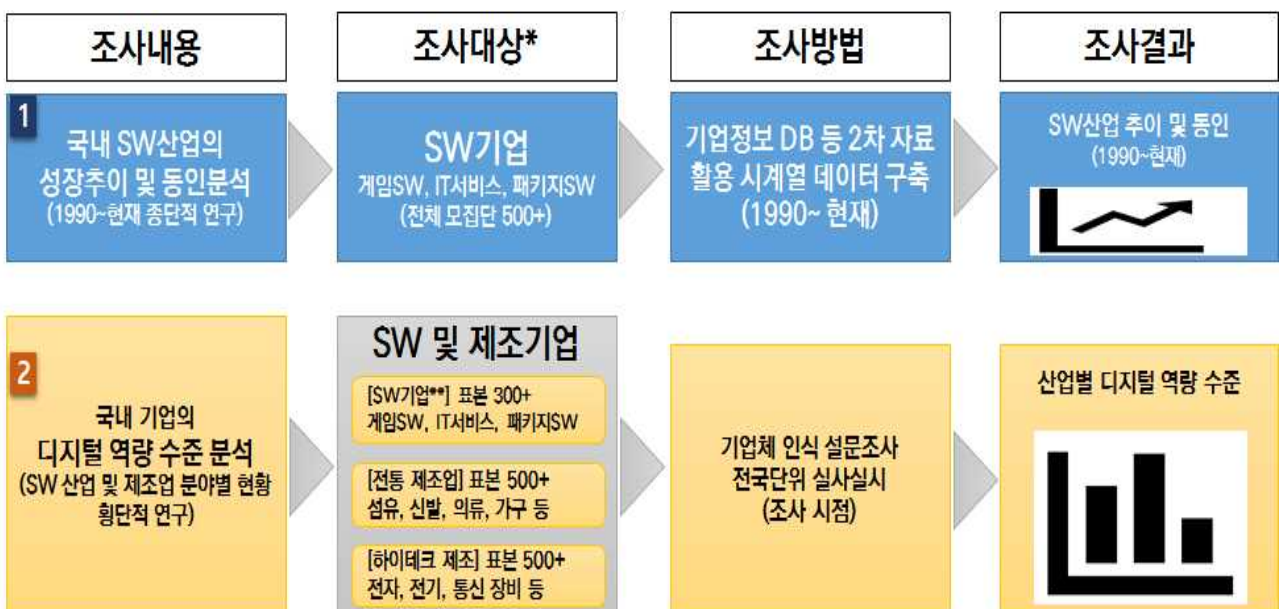 조사내용
조사대상*
조사방법
조사결과
1
국내 SW산업의
성장추이 및 동인분석
(1990~현재 종단적 연구)
SW기업
게임SW, IT서비스, 패키지SW
(전체 모집단 500+)
기업정보 DB 등 2차 자료
활용 시계열 데이터 구축
(1990~ 현재)
SW산업 추이 및 동인
(1990~현재)
2
국내 기업의
디지털 역량 수준 분석
(SW 산업 및 제조업 분야별 현황
횡단적 연구)
SW 및 제조기업
[SW기업**] 표본 300+
게임SW, IT서비스, 패키지SW
[전통 제조업] 표본 500+
섬유, 신발, 의류, 가구 등
[하이테크 제조] 표본 500+
전자, 전기, 통신 장비 등
기업체 인식 설문조사
전국단위 실사실시
(조사 시점)
산업별 디지털 역량 수준